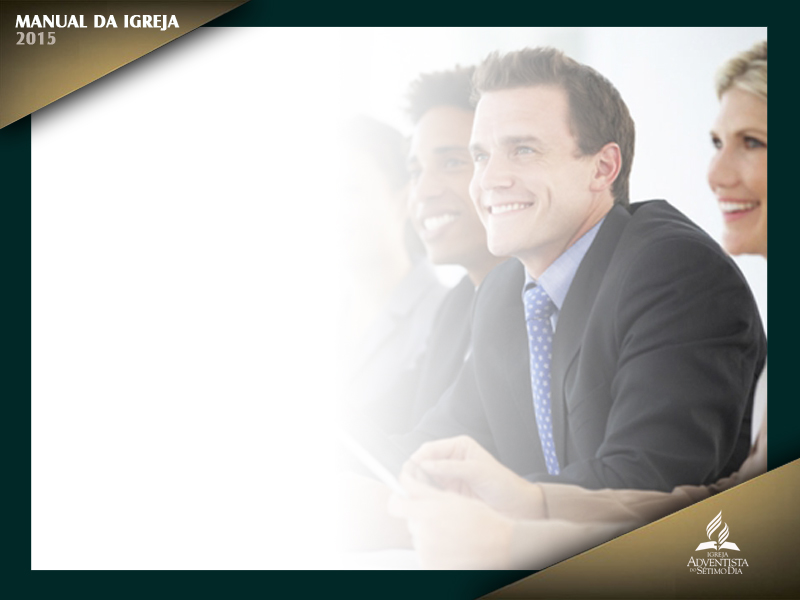 MANUAL DA IGREJA
2015
IGREJA
ADVENTISTA
DO SÉTIMO DIA